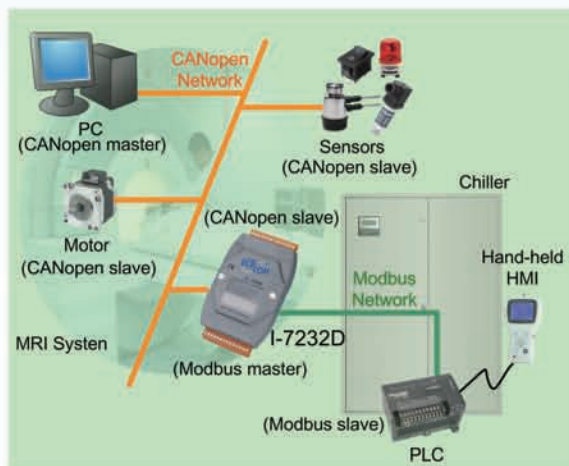 CANopen
Network
PC
(CANopen master)
Sensors
(CANopen slave)
Chiller
Motor
(CANopen slave)
(CANopen slave)
Hand-held
HMI
Modbus
Network
I-7232D
MRI Systen
(Modbus master)
(Modbus slave)
PLC